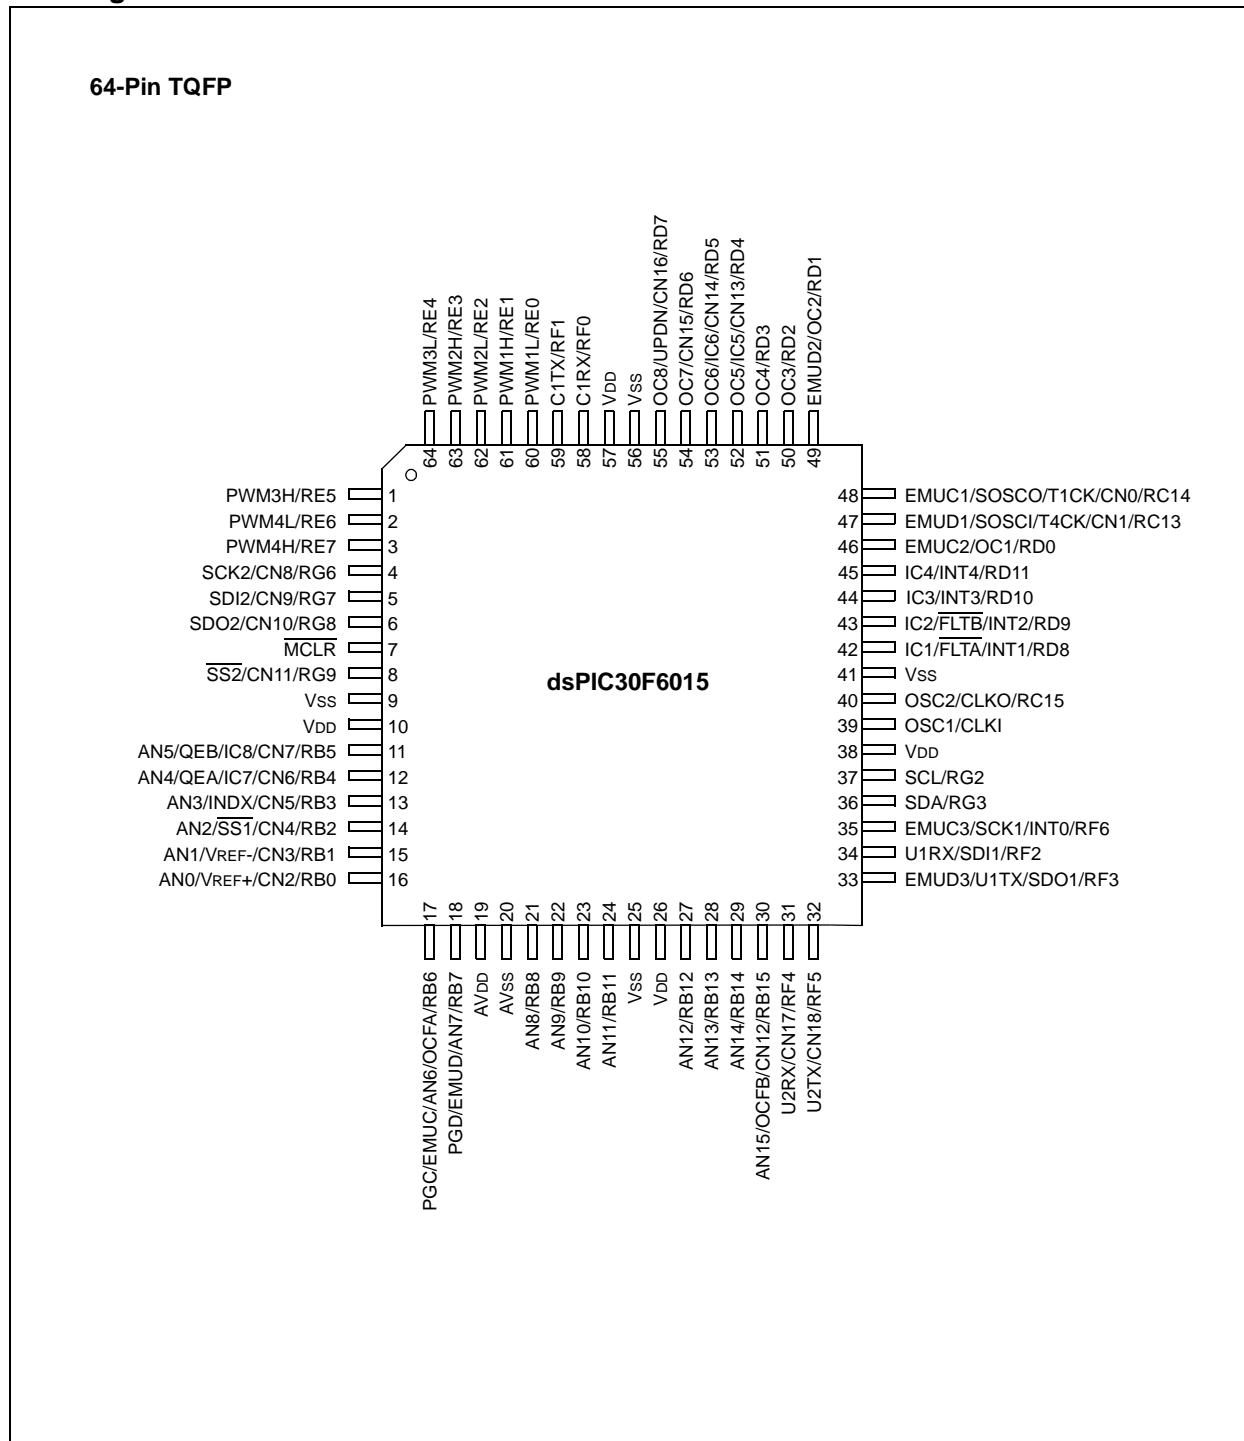 64-Pin TQFP
PWM3L/RE4
PWM2H/RE3
PWM2L/RE2
PWM1H/RE1
PWM1L/RE0
C1TX/RF1
C1RX/RF0
VDD
VSS
OC8/UPDN/CN16/RD7
OC7/CN15/RD6
OC6/IC6/CN14/RD5
OC5/IC5/CN13/RD4
OC4/RD3
OC3/RD2
EMUD2/OC2/RD1
64 63 62 61 60 59 58 57 56 55 54 53 52 51 50 49
PWM3H/RE5 1
PWM4L/RE6 2
PWM4H/RE7 3
SCK2/CN8/RG6 4
SDI2/CN9/RG7 5
SDO2/CN10/RG8 6
MCLR 7
SS2/CN11/RG9 8
VSS 9
VDD 10
AN5/QEB/IC8/CN7/RB5 11
AN4/QEA/IC7/CN6/RB4 12
AN3/INDX/CN5/RB3 13
AN2/SS1/CN4/RB2 14
AN1/VREF-/CN3/RB1 15
AN0/VREF+/CN2/RB0 16
dsPIC30F6015
48 EMUC1/SOSCO/T1CK/CN0/RC14
47 EMUD1/SOSCI/T4CK/CN1/RC13
46 EMUC2/OC1/RD0
45 IC4/INT4/RD11
44 IC3/INT3/RD10
43 IC2/FLTB/INT2/RD9
42 IC1/FLTA/INT1/RD8
41 VSS
40 OSC2/CLKO/RC15
39 OSC1/CLKI
38 VDD
37 SCL/RG2
36 SDA/RG3
35 EMUC3/SCK1/INT0/RF6
34 U1RX/SDI1/RF2
33 EMUD3/U1TX/SDO1/RF3
17 18 19 20 21 22 23 24 25 26 27 28 29 30 31 32
PGC/EMUC/AN6/OCFA/RB6
PGD/EMUD/AN7/RB7
AVDD
AVSS
AN8/RB8
AN9/RB9
AN10/RB10
AN11/RB11
VSS
VDD
AN12/RB12
AN13/RB13
AN14/RB14
AN15/OCFB/CN12/RB15
U2RX/CN17/RF4
U2TX/CN18/RF5